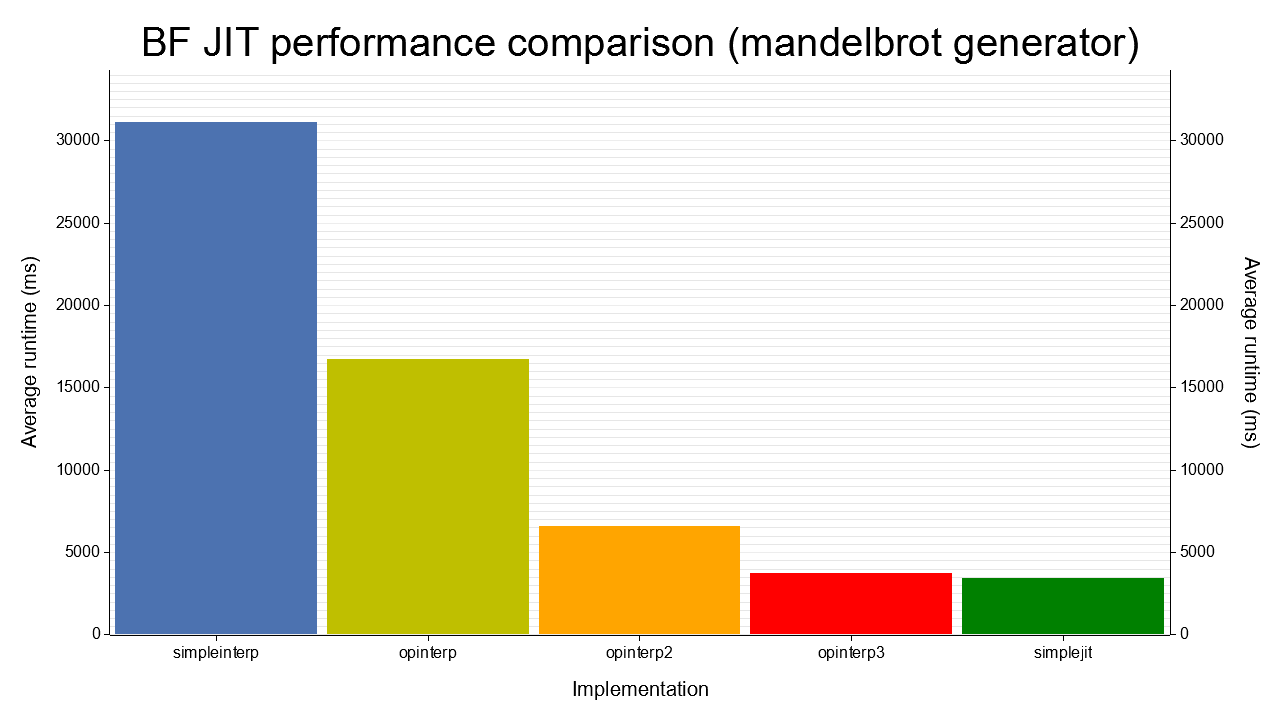 BF JIT performance comparison (mandelbrot generator)
Average runtime (ms)
30000
25000
20000
15000
10000
5000
0
30000
25000
20000
15000
10000
5000
0
Average runtime (ms)
simpleinterp opinterp opinterp2 opinterp3 simplejit
Implementation